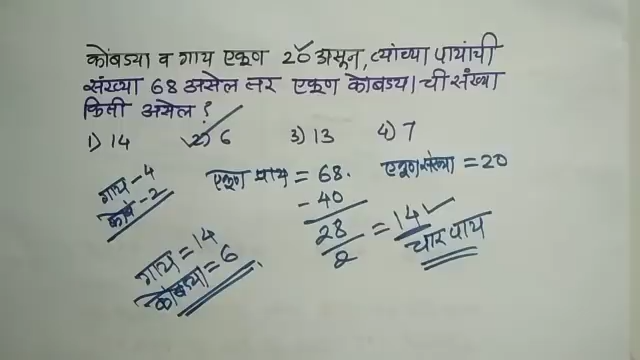 कोंबड्या व गाय एकूण 20 असून, त्यांच्या पायांची
संख्या 68 असेल तर एकूण कोंबड्यांची संख्या
किती असेल ?
1) 14 2) 6 3) 13 4) 7
गाय - 4
कोंब - 2
एकूण पाय = 68.
- 40
28
2
= 14
चार पाय
एकूण संख्या = 20
गाय = 14
कोंबड्या = 6